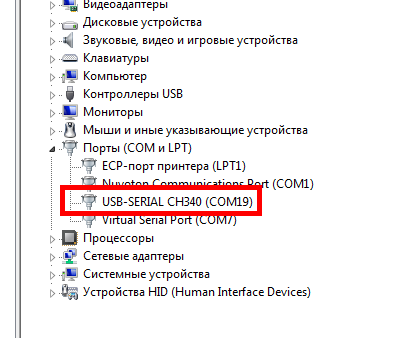 Видеоадаптеры
Дисковые устройства
Звуковые, видео и игровые устройства
Клавиатуры
Компьютер
Контроллеры USB
Мониторы
Мыши и иные указывающие устройства
Порты (COM и LPT)
ECP-порт принтера (LPT1)
Nuvoton Communications Port (COM1)
USB-SERIAL CH340 (COM19)
Virtual Serial Port (COM7)
Процессоры
Сетевые адаптеры
Системные устройства
Устройства HID (Human Interface Devices)